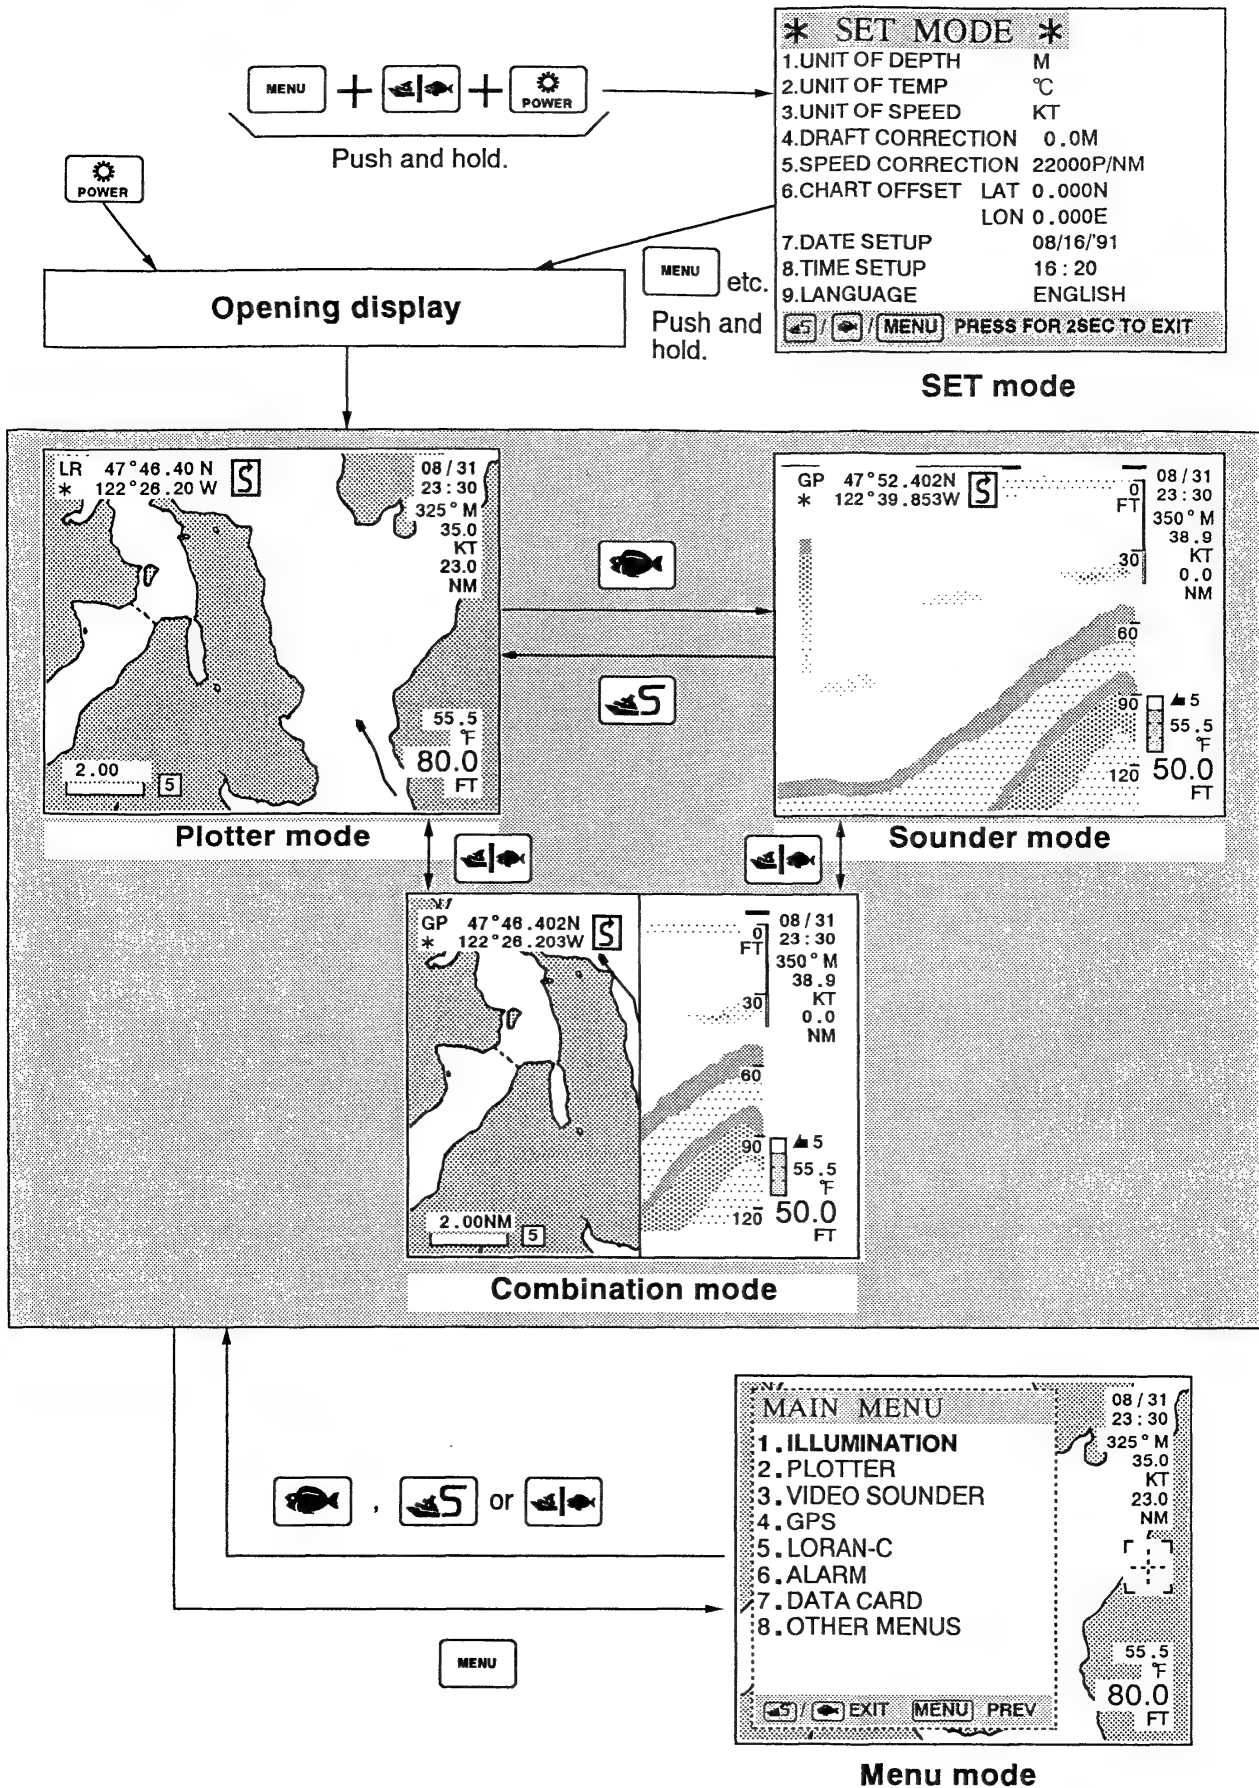 * SET MODE *
1.UNIT OF DEPTH M
2.UNIT OF TEMP °C
3.UNIT OF SPEED KT
4.DRAFT CORRECTION 0.0M
5.SPEED CORRECTION 22000P/NM
6.CHART OFFSET LAT 0.000N
LON 0.000E
7.DATE SETUP 08/16/'91
8.TIME SETUP 16:20
9.LANGUAGE ENGLISH
S / / MENU PRESS FOR 2SEC TO EXIT
SET mode
MENU + + POWER
Push and hold.
POWER
Opening display
MENU etc.
Push and
hold.
LR 47°46.40 N
* 122°26.20 W
S
08/31
23:30
325°M
35.0
KT
23.0
NM
55.5
°F
80.0
FT
2.00
5
Plotter mode
S
GP 47°52.402N
* 122°39.853W
S
0
FT
30
60
90
120
08/31
23:30
350°M
38.9
KT
0.0
NM
5
55.5
°F
50.0
FT
Sounder mode
GP 47°46.402N
* 122°26.203W
S
2.00NM
5
0
FT
30
60
90
120
08/31
23:30
350°M
38.9
KT
0.0
NM
5
55.5
°F
50.0
FT
Combination mode
, S or
MENU
MAIN MENU
1.ILLUMINATION
2.PLOTTER
3.VIDEO SOUNDER
4.GPS
5.LORAN-C
6.ALARM
7.DATA CARD
8.OTHER MENUS
S / EXIT MENU PREV
08/31
23:30
325°M
35.0
KT
23.0
NM
55.5
°F
80.0
FT
Menu mode